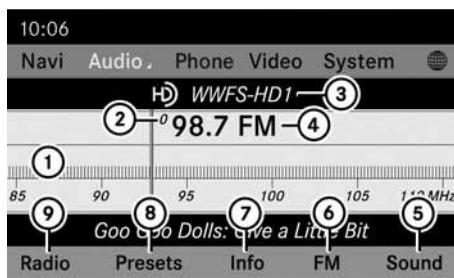 10:06
Navi Audio Phone Video System
HD WWFS-HD1 3
2 0 98.7 FM 4
1
85 90 95 100 105 110 MHz
9 8 7 6 5
Goo Goo Dolls: Give a Little Bit
Radio Presets Info FM Sound